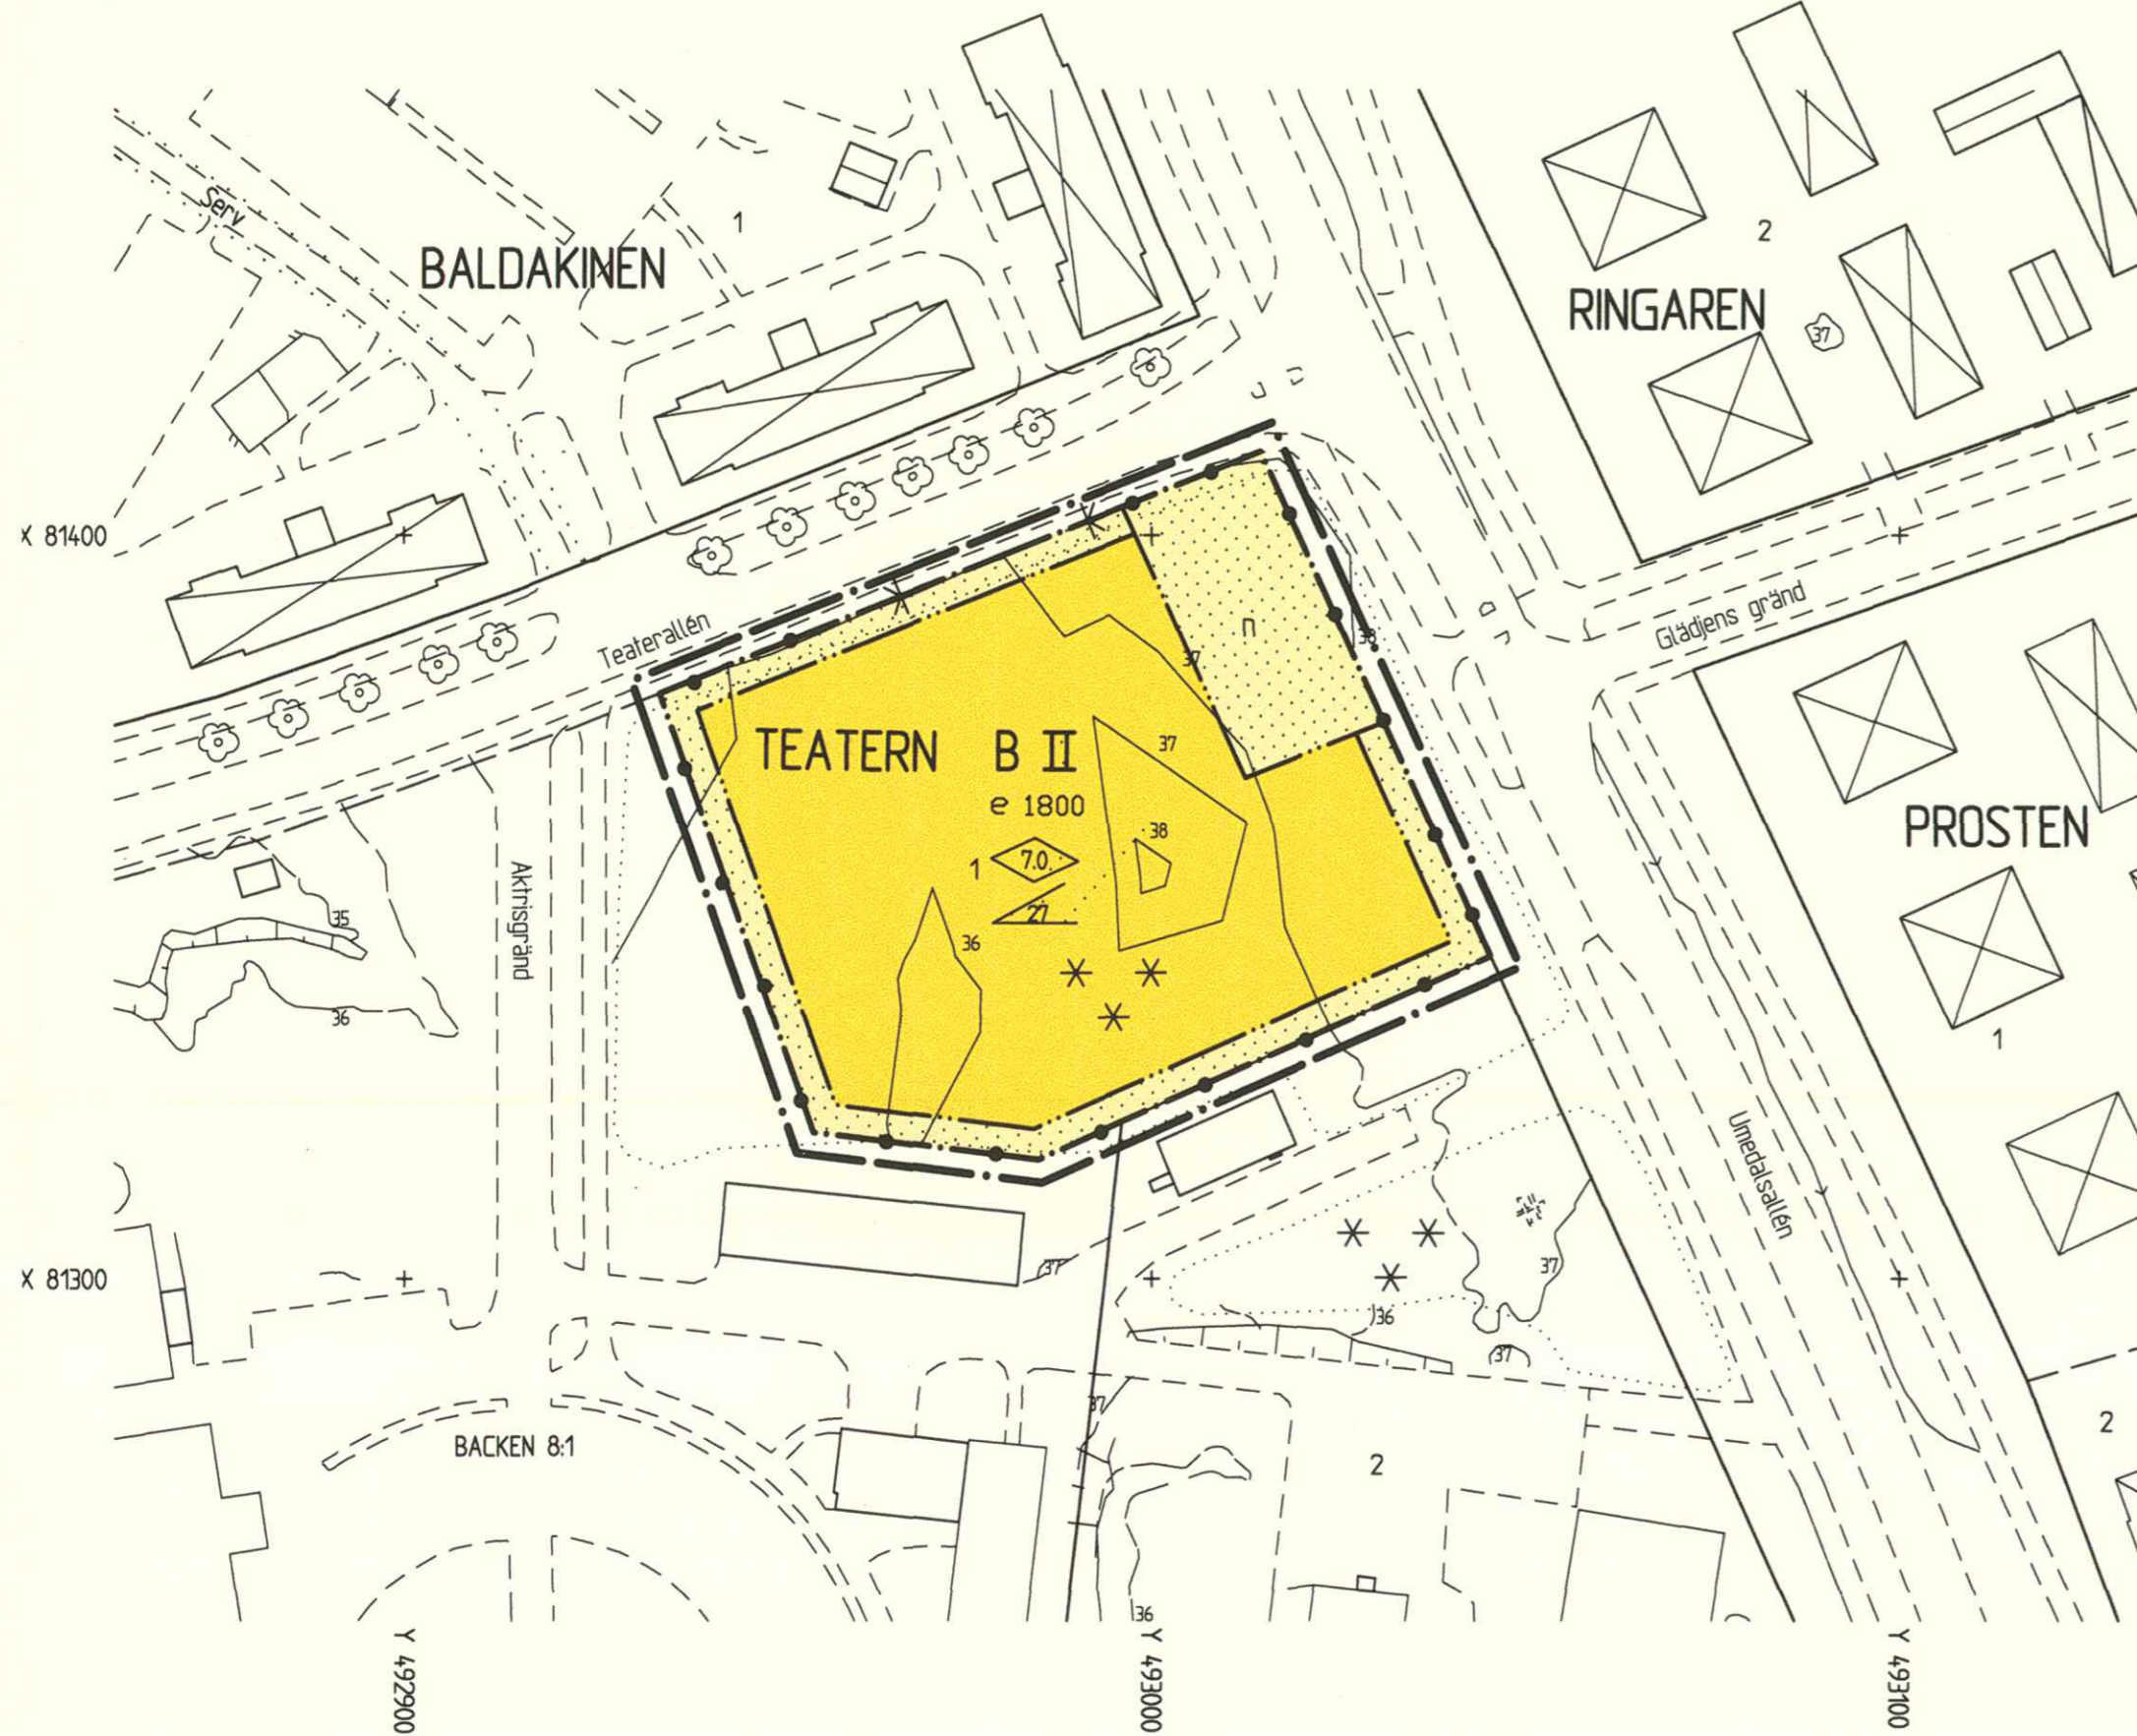 Serv
1
BALDAKINEN
2
RINGAREN
37
X 81400
Teaterallén
Glädjens gränd
n
38
37
TEATERN B II
37
e 1800
38
1 7.0
27
PROSTEN
Aktrisgränd
35
36
36
1
Umedalsallén
X 81300
37
37
36
37
37
BACKEN 8:1
2
2
36
Y 492900
Y 493000
Y 493100